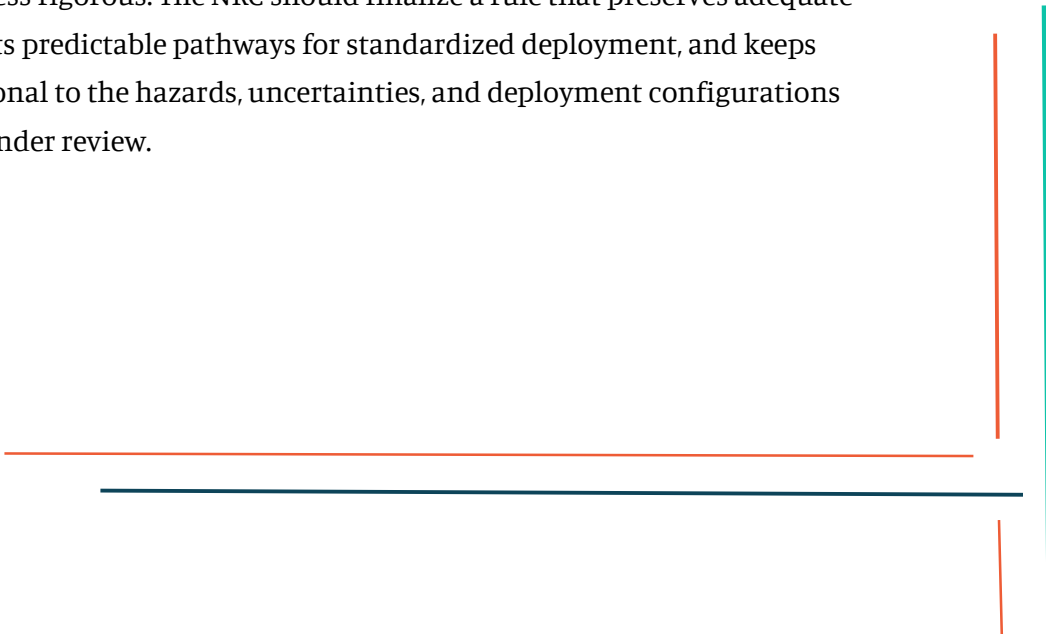 ess rigorous. The NRC should finalize a rule that preserves adequate
ts predictable pathways for standardized deployment, and keeps
onal to the hazards, uncertainties, and deployment configurations
nder review.